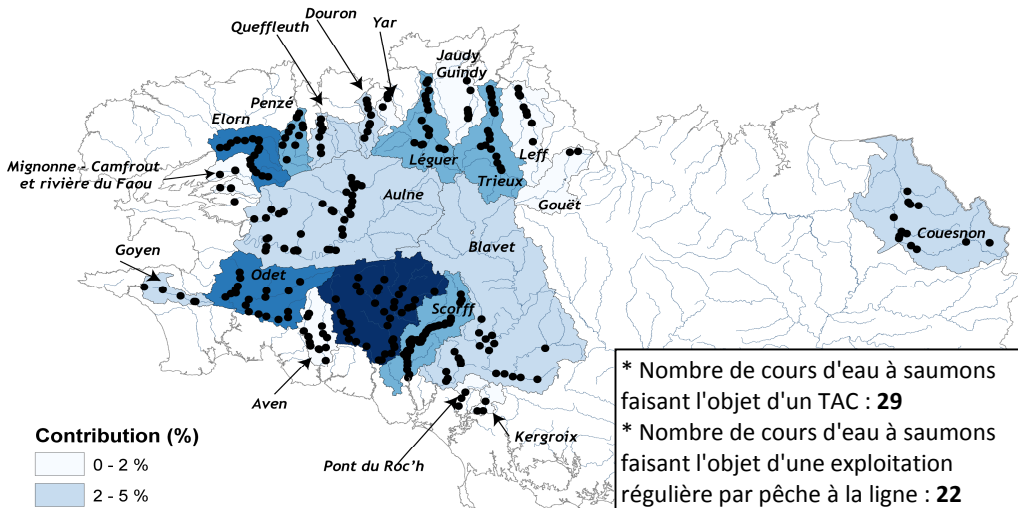 Douron
Queffleuth
Yar
Jaudy
Guindy
Penzé
Elorn
Mignonne - Camfrout
et rivière du Faou
Léguer
Leff
Trieux
Aulne
Gouët
Couesnon
Goyen
Blavet
Odet
Scorff
Aven
Kergroix
Pont du Roc'h
Contribution (%)
0 - 2 %
2 - 5 %
* Nombre de cours d'eau à saumons
faisant l'objet d'un TAC : 29
* Nombre de cours d'eau à saumons
faisant l'objet d'une exploitation
régulière par pêche à la ligne : 22